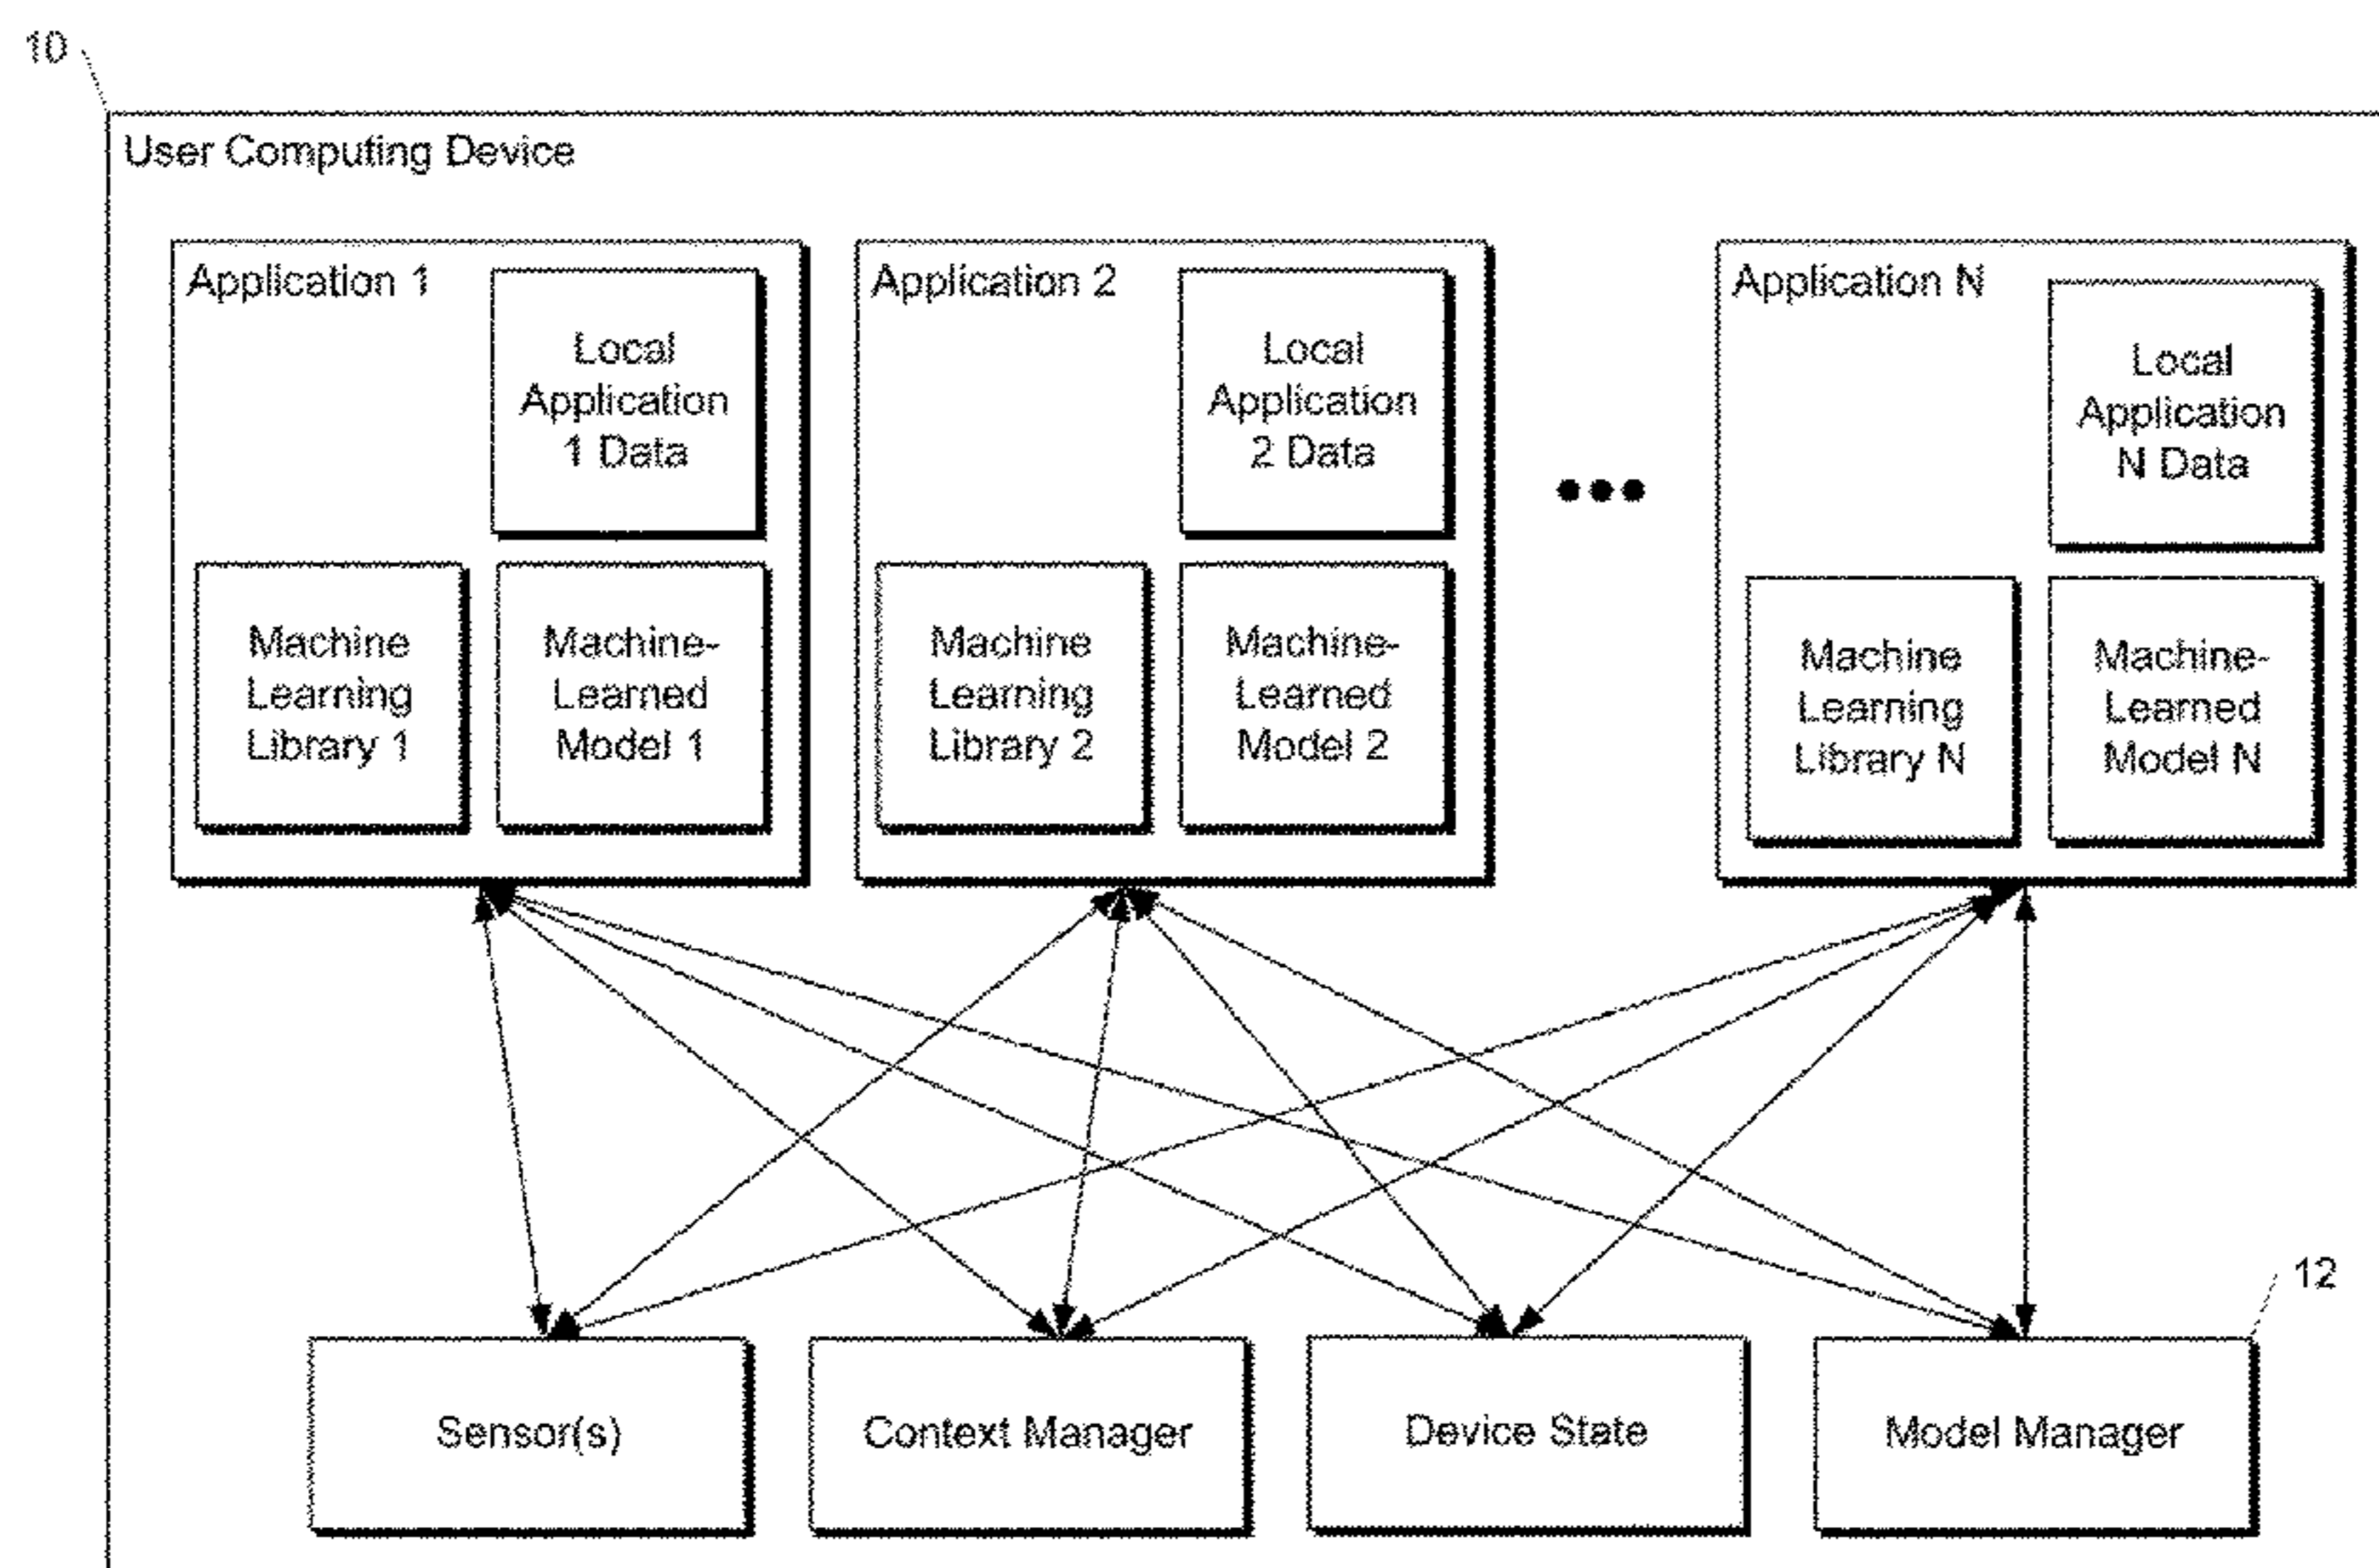 10
User Computing Device
Application 1
Local
Application
1 Data
Machine
Learning
Library 1
Machine-
Learned
Model 1
Application 2
Local
Application
2 Data
Machine
Learning
Library 2
Machine-
Learned
Model 2
Application N
Local
Application
N Data
Machine
Learning
Library N
Machine-
Learned
Model N
12
Sensor(s)
Context Manager
Device State
Model Manager